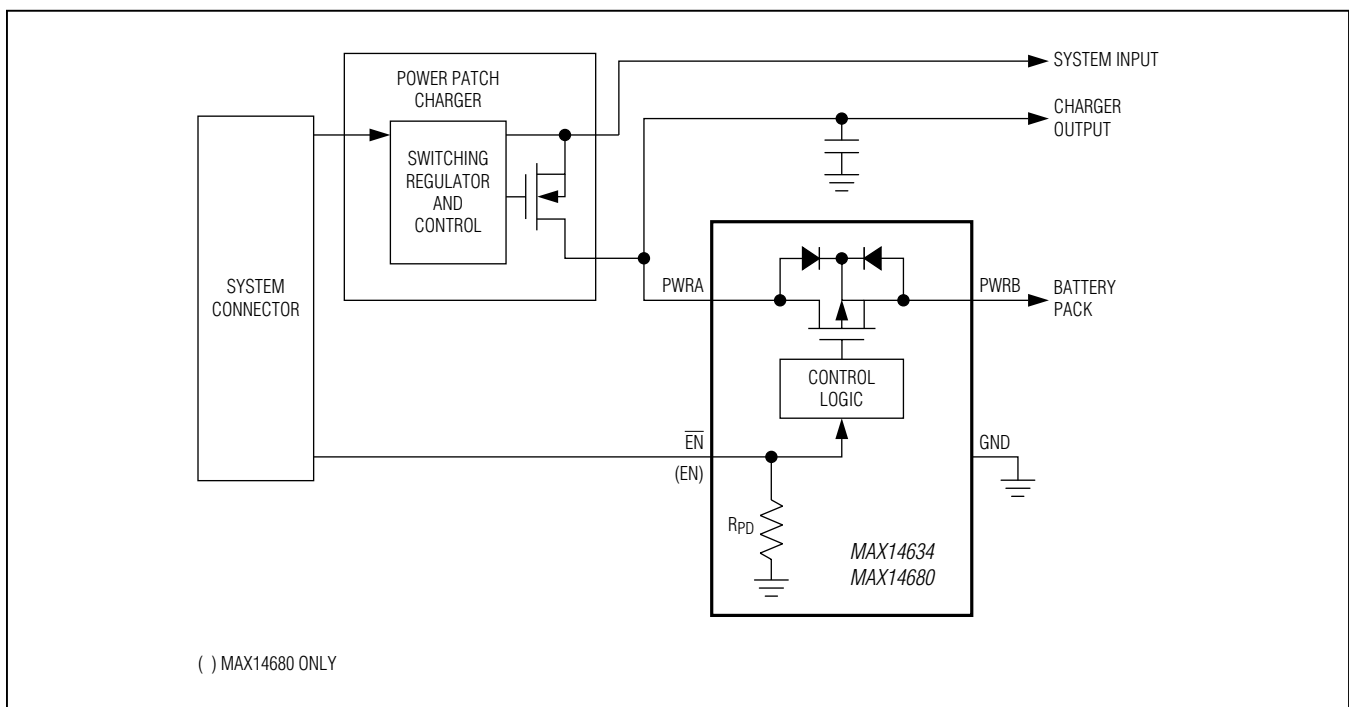 POWER PATCH
CHARGER
SYSTEM INPUT
CHARGER
OUTPUT
SWITCHING
REGULATOR
AND
CONTROL
SYSTEM
CONNECTOR
PWRA
PWRB
BATTERY
PACK
CONTROL
LOGIC
EN
(EN)
GND
RPD
MAX14634
MAX14680
( ) MAX14680 ONLY